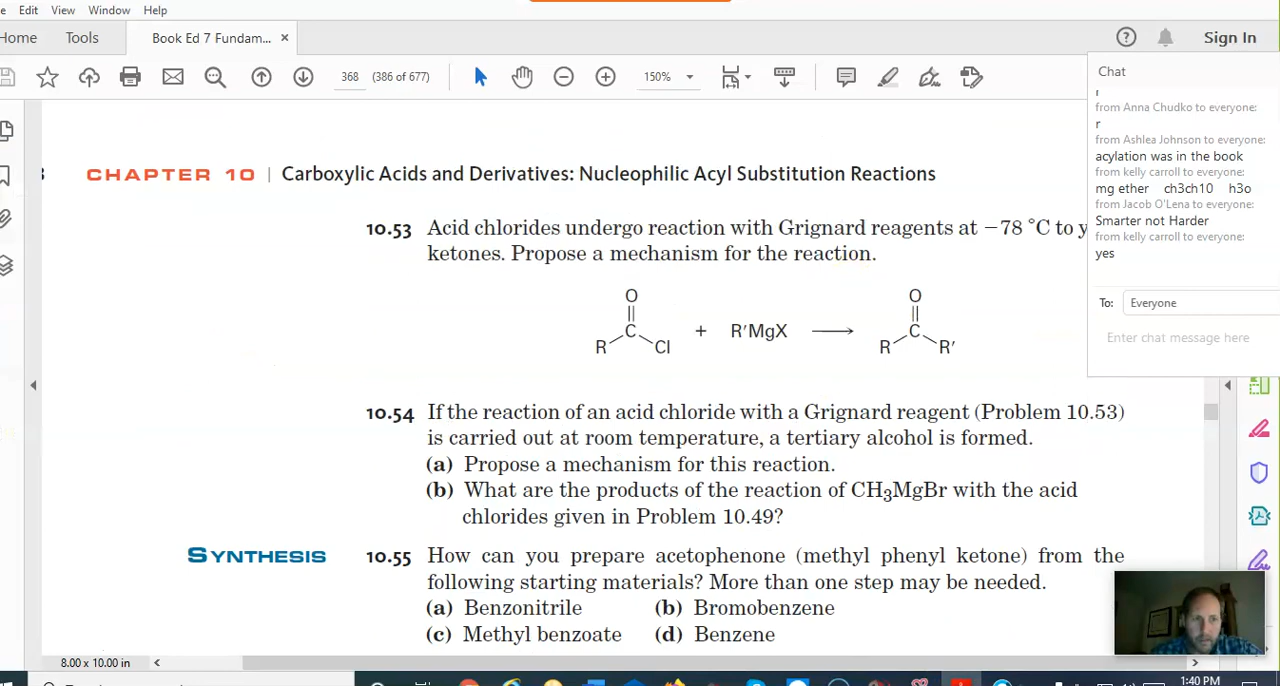 e Edit View Window Help
Home Tools Book Ed 7 Fundam... × Sign In
368 (386 of 677) 150%
Chat
r
from Anna Chudko to everyone:
r
from Ashlea Johnson to everyone:
acylation was in the book
from kelly carroll to everyone:
mg ether ch3ch10 h3o
from Jacob O'Lena to everyone:
Smarter not Harder
from kelly carroll to everyone:
yes
To: Everyone
Enter chat message here
8 CHAPTER 10 | Carboxylic Acids and Derivatives: Nucleophilic Acyl Substitution Reactions
10.53 Acid chlorides undergo reaction with Grignard reagents at −78 °C to y
ketones. Propose a mechanism for the reaction.
O O
C + R′MgX ⟶ C
R Cl R R′
10.54 If the reaction of an acid chloride with a Grignard reagent (Problem 10.53)
is carried out at room temperature, a tertiary alcohol is formed.
(a) Propose a mechanism for this reaction.
(b) What are the products of the reaction of CH₃MgBr with the acid
chlorides given in Problem 10.49?
SYNTHESIS 10.55 How can you prepare acetophenone (methyl phenyl ketone) from the
following starting materials? More than one step may be needed.
(a) Benzonitrile (b) Bromobenzene
(c) Methyl benzoate (d) Benzene
8.00 x 10.00 in
1:40 PM